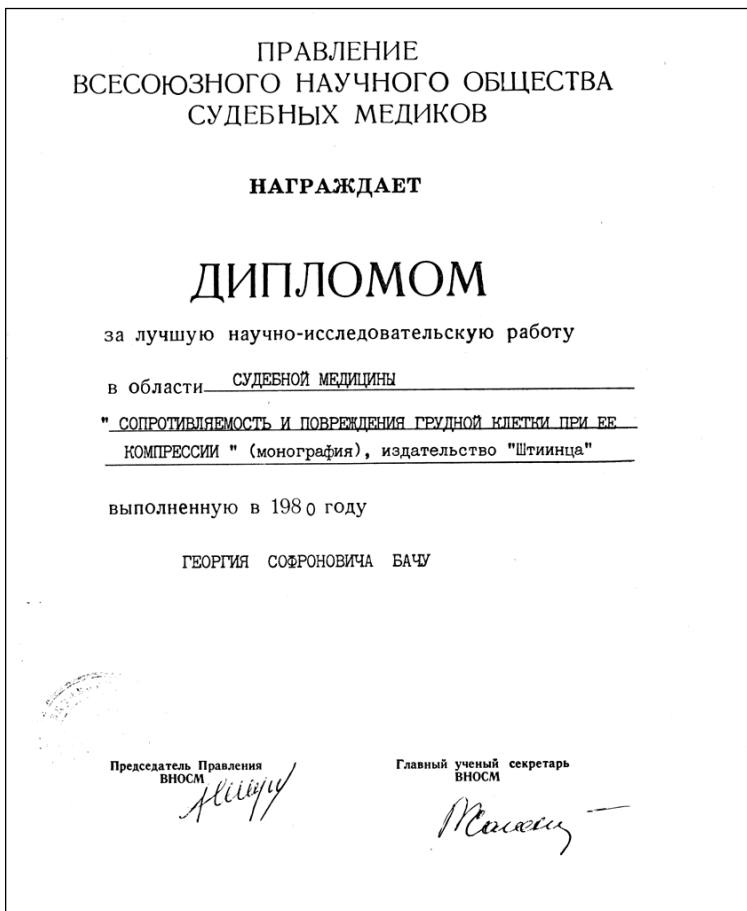 ПРАВЛЕНИЕ
ВСЕСОЮЗНОГО НАУЧНОГО ОБЩЕСТВА
СУДЕБНЫХ МЕДИКОВ
НАГРАЖДАЕТ
ДИПЛОМОМ
за лучшую научно-исследовательскую работу
в области СУДЕБНОЙ МЕДИЦИНЫ
" СОПРОТИВЛЯЕМОСТЬ И ПОВРЕЖДЕНИЯ ГРУДНОЙ КЛЕТКИ ПРИ ЕЕ
КОМПРЕССИИ " (монография), издательство "Штиинца"
выполненную в 1980 году
ГЕОРГИЯ СОФРОНОВИЧА БАЧУ
Председатель Правления
ВНОСМ
Главный ученый секретарь
ВНОСМ